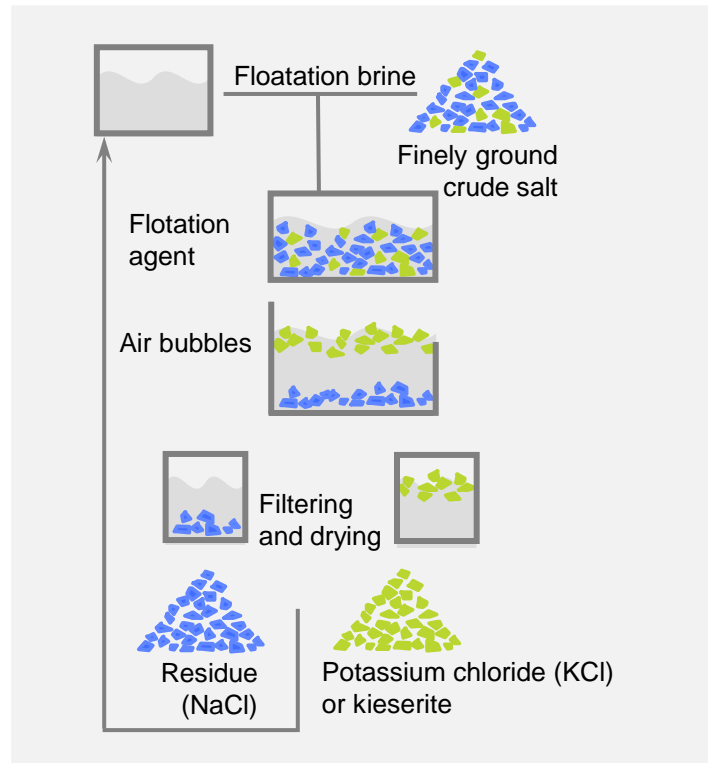 Floatation brine
Finely ground
crude salt
Flotation
agent
Air bubbles
Filtering
and drying
Residue
(NaCl)
Potassium chloride (KCl)
or kieserite